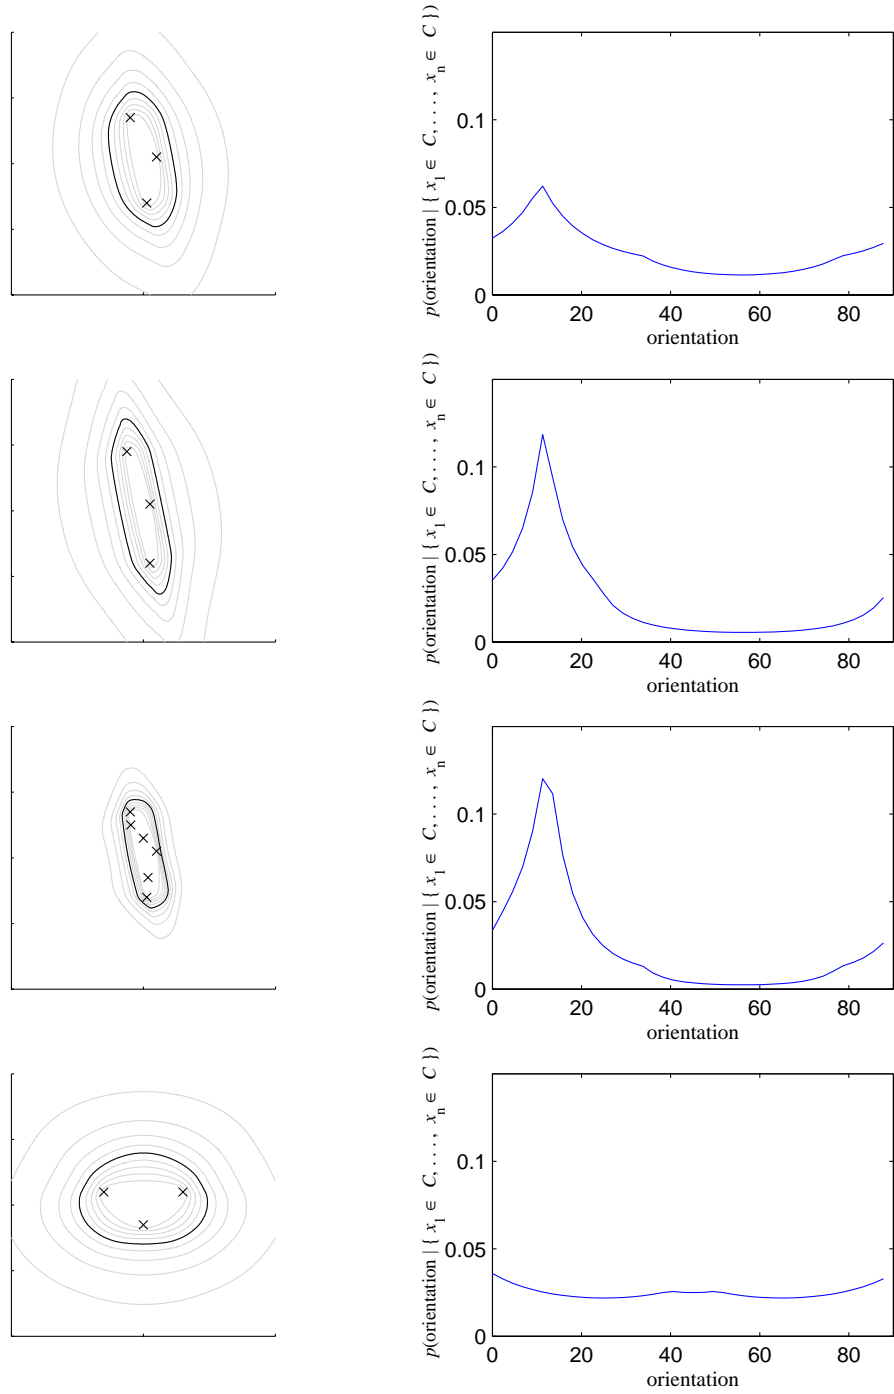 p(orientation | { x1 ∈ C,..., xn ∈ C })
0.1
0.05
0
0 20 40 60 80
orientation
p(orientation | { x1 ∈ C,..., xn ∈ C })
0.1
0.05
0
0 20 40 60 80
orientation
p(orientation | { x1 ∈ C,..., xn ∈ C })
0.1
0.05
0
0 20 40 60 80
orientation
p(orientation | { x1 ∈ C,..., xn ∈ C })
0.1
0.05
0
0 20 40 60 80
orientation